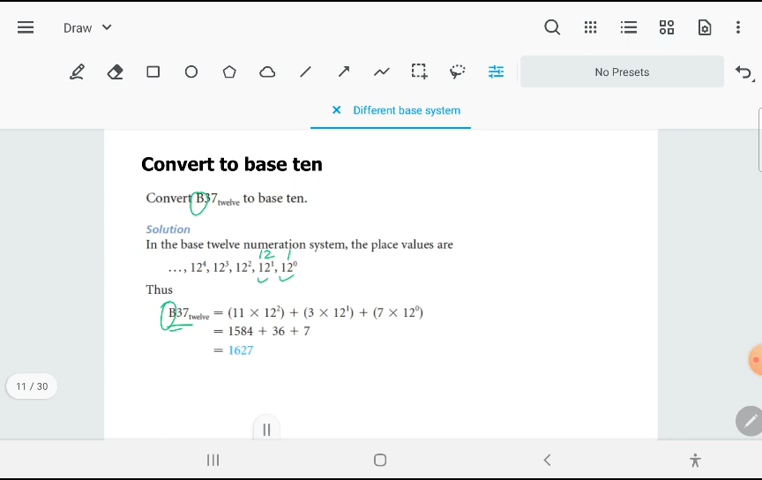 Draw
No Presets
Different base system
Convert to base ten
Convert B37twelve to base ten.
Solution
In the base twelve numeration system, the place values are
12 1
..., 12⁴, 12³, 12², 12¹, 12⁰
Thus
B37twelve = (11 × 12²) + (3 × 12¹) + (7 × 12⁰)
= 1584 + 36 + 7
= 1627
11 / 30